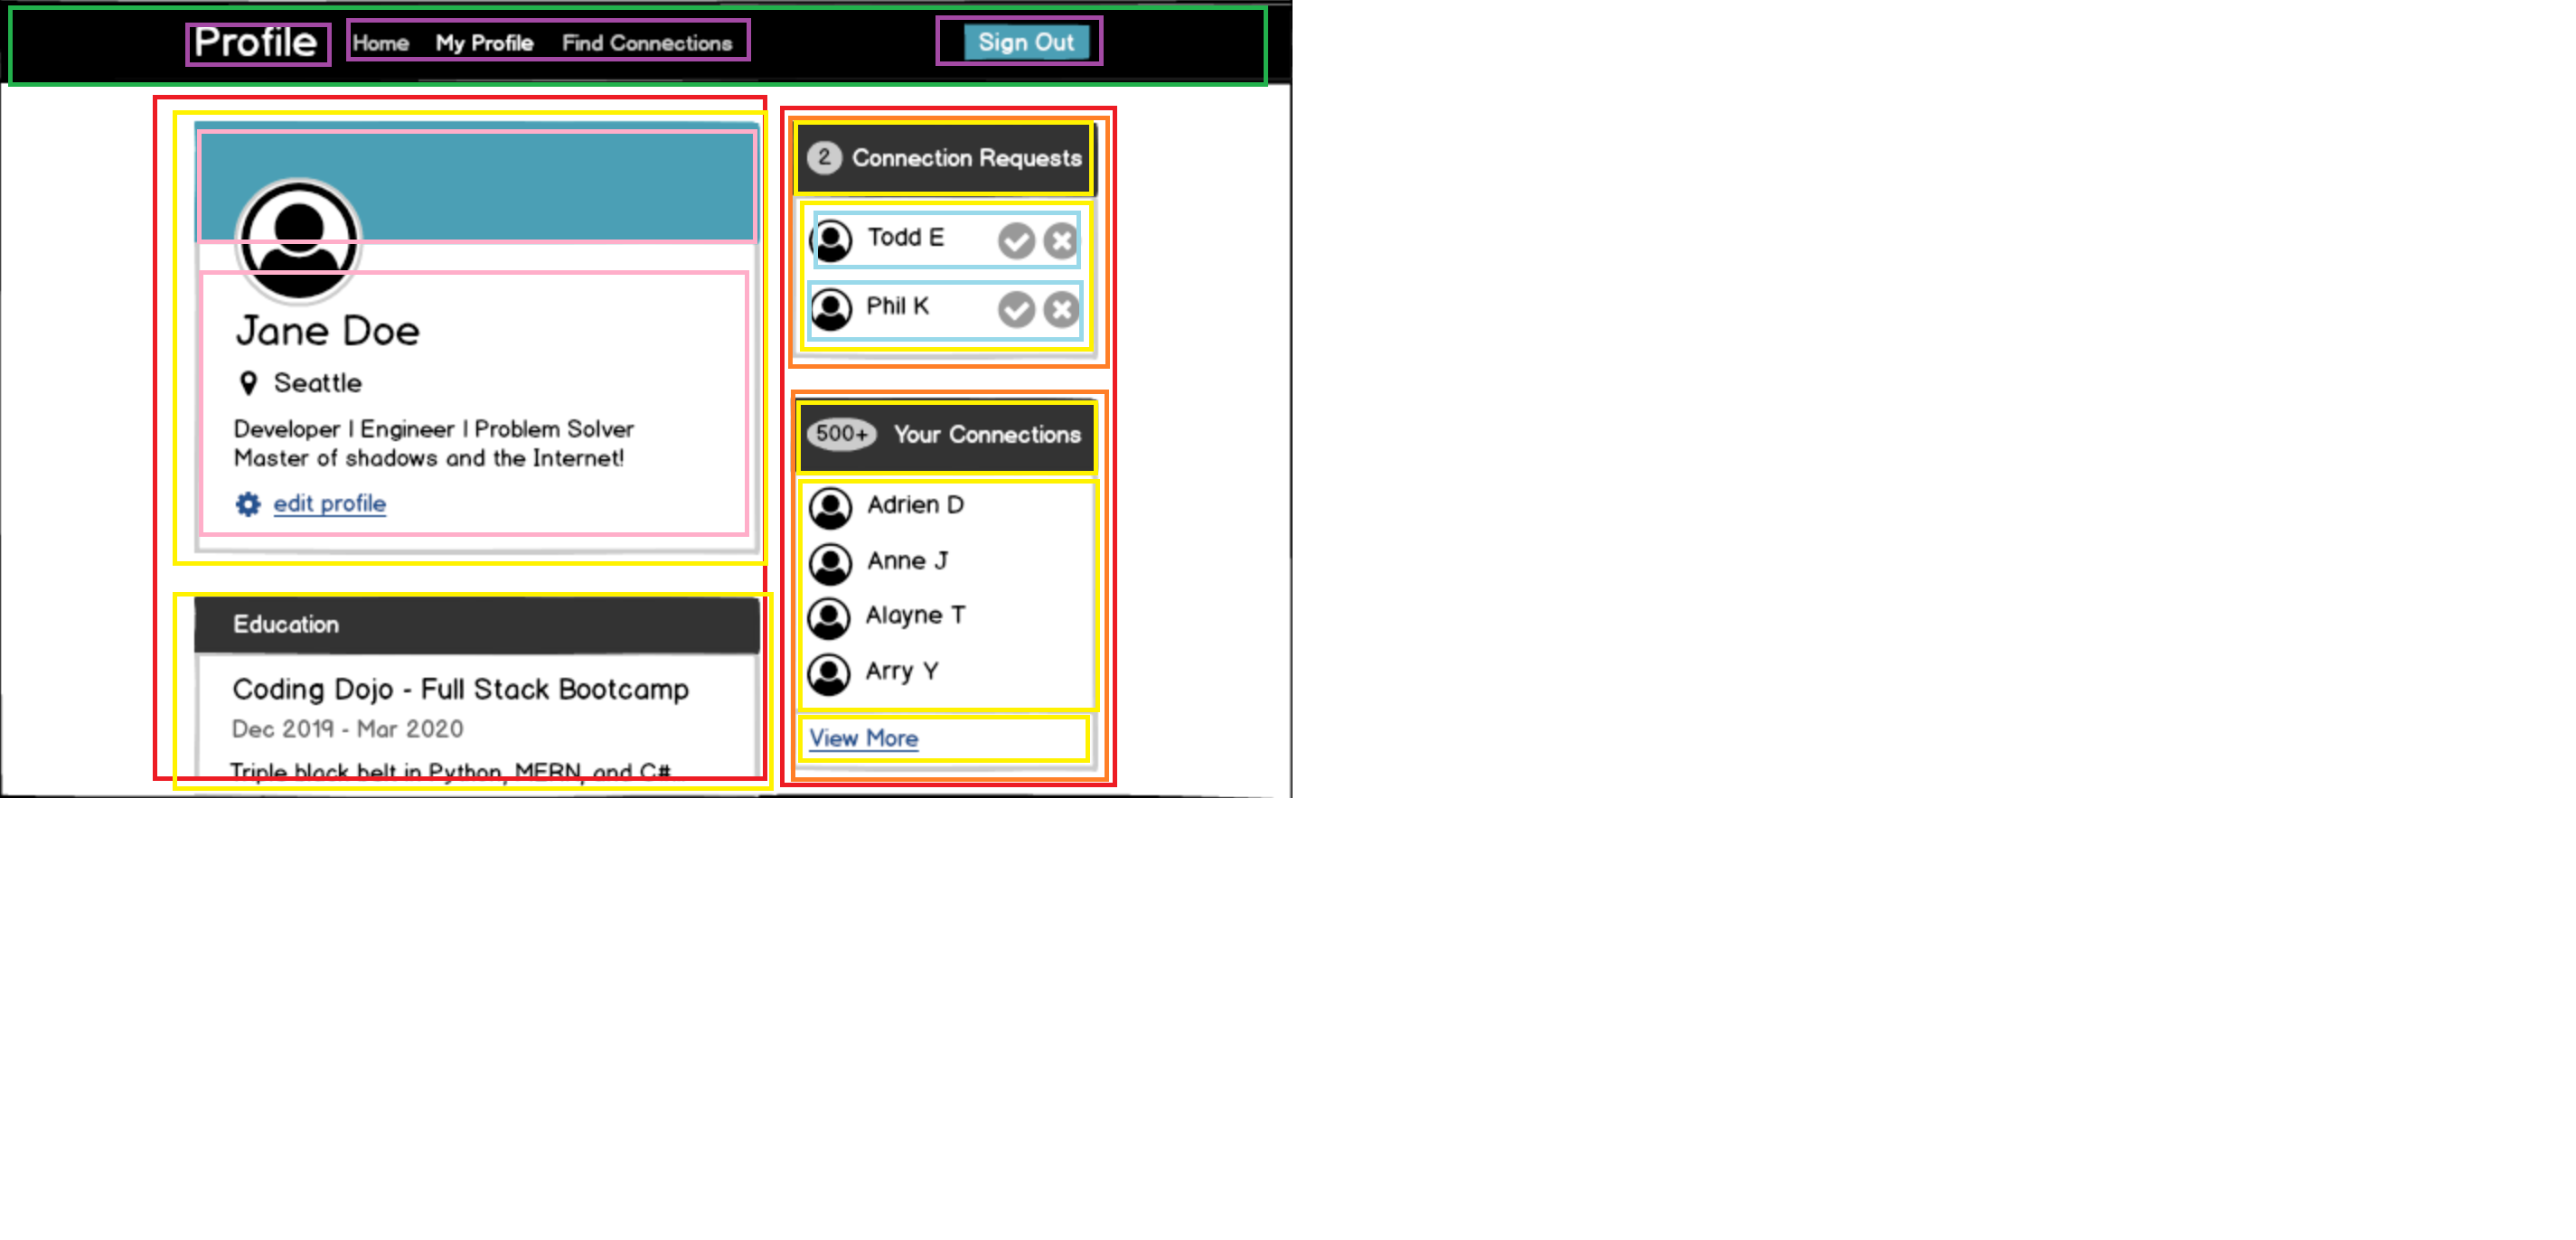 Profile Home My Profile Find Connections Sign Out
Jane Doe
Seattle
Developer | Engineer | Problem Solver
Master of shadows and the Internet!
edit profile
Education
Coding Dojo - Full Stack Bootcamp
Dec 2019 - Mar 2020
Triple black belt in Python, MERN, and C#
2 Connection Requests
Todd E
Phil K
500+ Your Connections
Adrien D
Anne J
Alayne T
Arry Y
View More